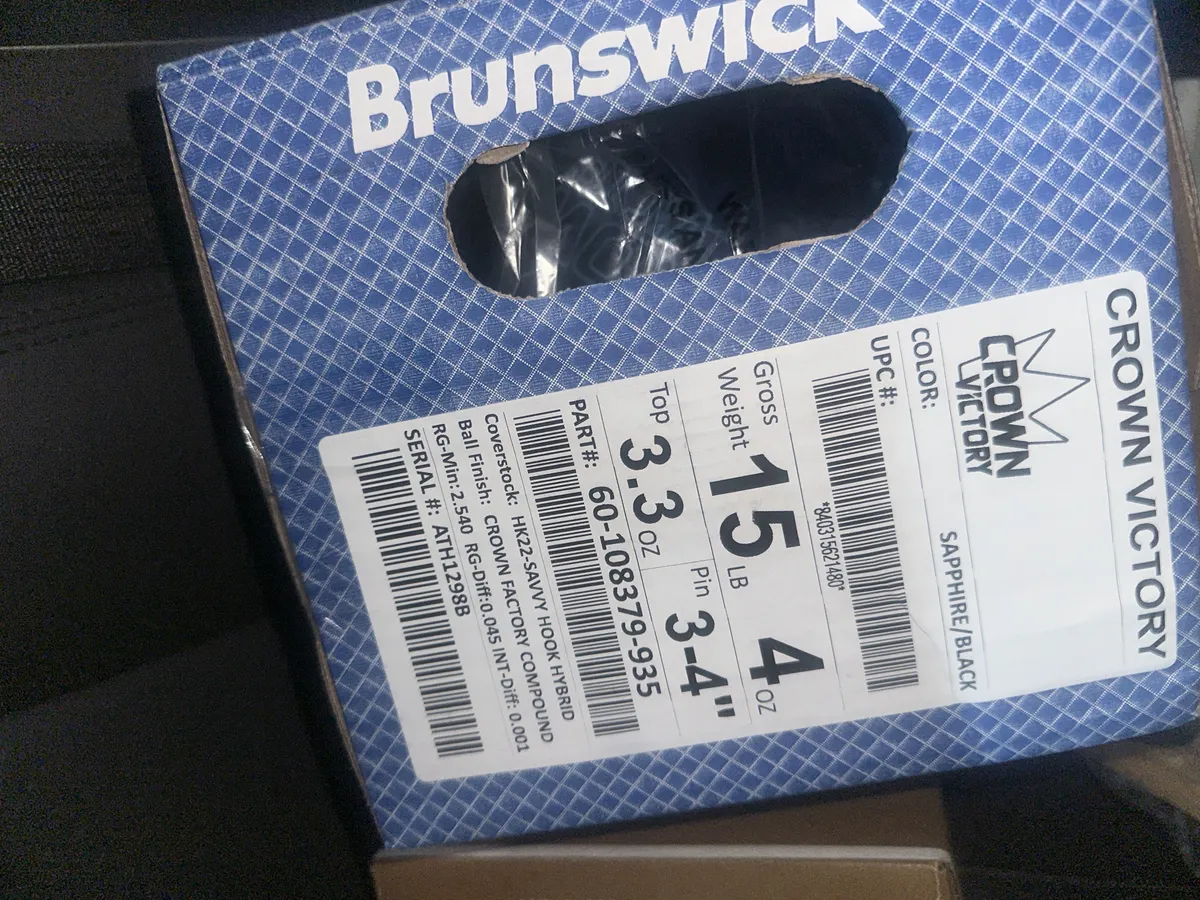 Brunswick
CROWN VICTORY
CROWN
VICTORY
COLOR: SAPPHIRE/BLACK
UPC #:
*840315621480*
Gross Weight 15 LB 4 OZ
Top 3.3 OZ Pin 3-4"
PART#: 60-108379-935
Coverstock: HK22-SAVVY HOOK HYBRID
Ball Finish: CROWN FACTORY COMPOUND
RG-Min:2.540 RG-Diff:0.045 INT-Diff: 0.001
SERIAL #: ATH1298B